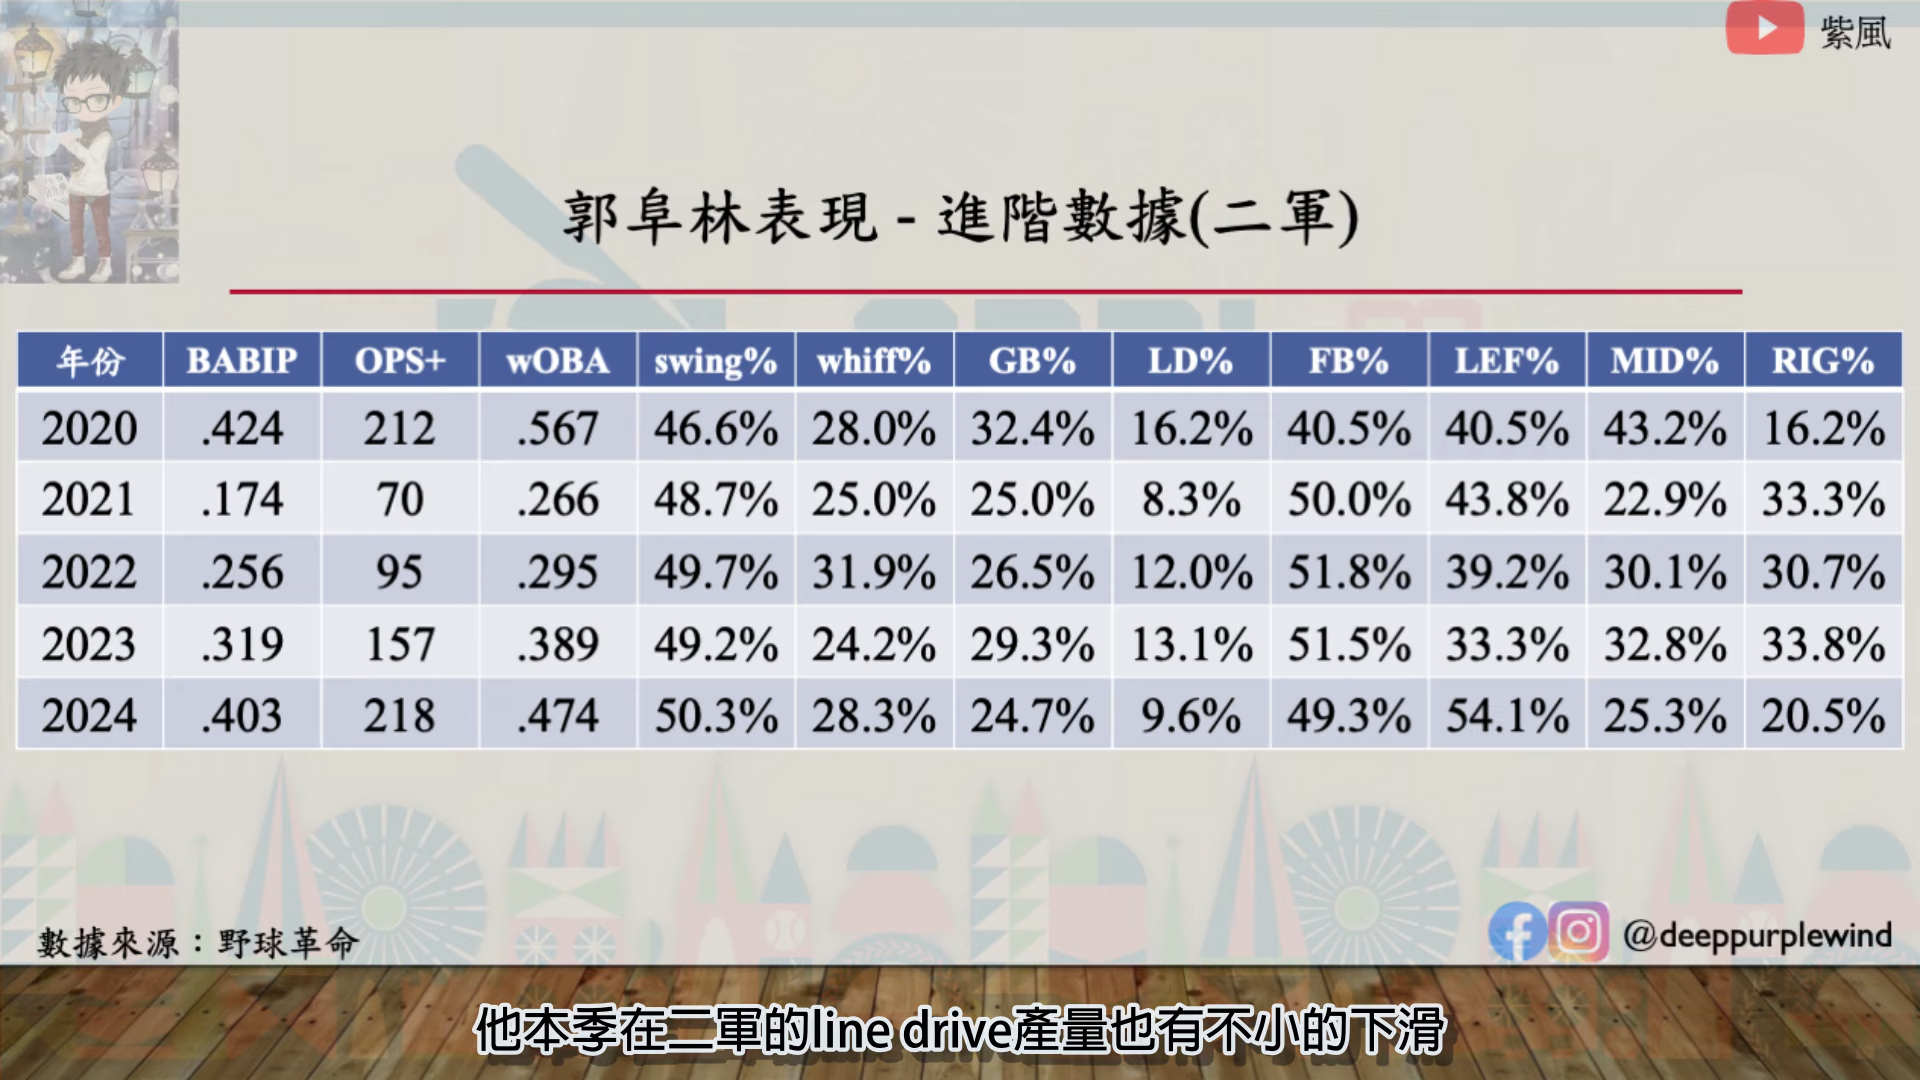 紫風
郭阜林表現 - 進階數據(二軍)
年份 BABIP OPS+ wOBA swing% whiff% GB% LD% FB% LEF% MID% RIG%
2020 .424 212 .567 46.6% 28.0% 32.4% 16.2% 40.5% 40.5% 43.2% 16.2%
2021 .174 70 .266 48.7% 25.0% 25.0% 8.3% 50.0% 43.8% 22.9% 33.3%
2022 .256 95 .295 49.7% 31.9% 26.5% 12.0% 51.8% 39.2% 30.1% 30.7%
2023 .319 157 .389 49.2% 24.2% 29.3% 13.1% 51.5% 33.3% 32.8% 33.8%
2024 .403 218 .474 50.3% 28.3% 24.7% 9.6% 49.3% 54.1% 25.3% 20.5%
數據來源：野球革命
@deeppurplewind
他本季在二軍的line drive產量也有不小的下滑